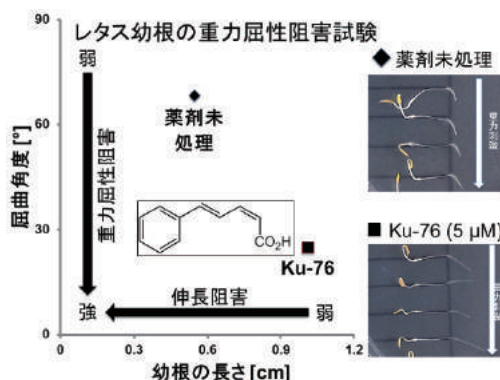 レタス幼根の重力屈性阻害試験
90
60
30
0
屈曲角度[°]
弱
重力屈性阻害
強
薬剤未
処理
CO₂H
Ku-76
伸長阻害
弱
0
0.3
0.6
0.9
1.2
幼根の長さ[cm]
◆ 薬剤未処理
■ Ku-76 (5 µM)